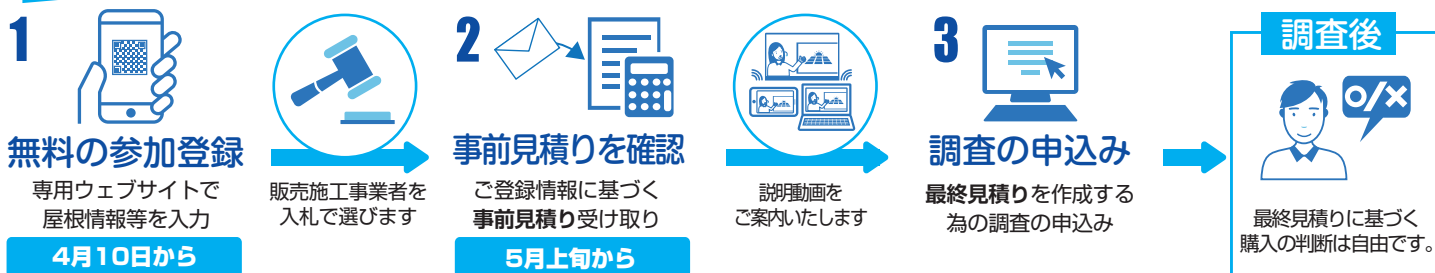 1
無料の参加登録
専用ウェブサイトで
屋根情報等を入力
4月10日から
販売施工事業者を
入札で選びます
2
事前見積りを確認
ご登録情報に基づく
事前見積り受け取り
5月上旬から
説明動画を
ご案内いたします
3
調査の申込み
最終見積りを作成する
為の調査の申込み
調査後
○/×
最終見積りに基づく
購入の判断は自由です。